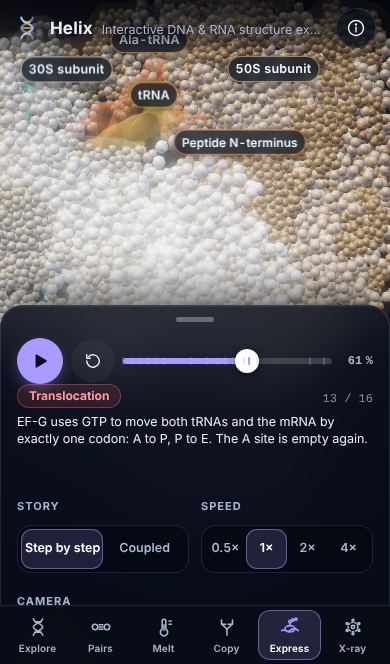 Helix Interactive DNA & RNA structure ex...
Ala-tRNA
30S subunit
50S subunit
tRNA
Peptide N-terminus
61 %
Translocation
13 / 16
EF-G uses GTP to move both tRNAs and the mRNA by
exactly one codon: A to P, P to E. The A site is empty again.
STORY
SPEED
Step by step
Coupled
0.5×
1×
2×
4×
CAMERA
Explore
Pairs
Melt
Copy
Express
X-ray